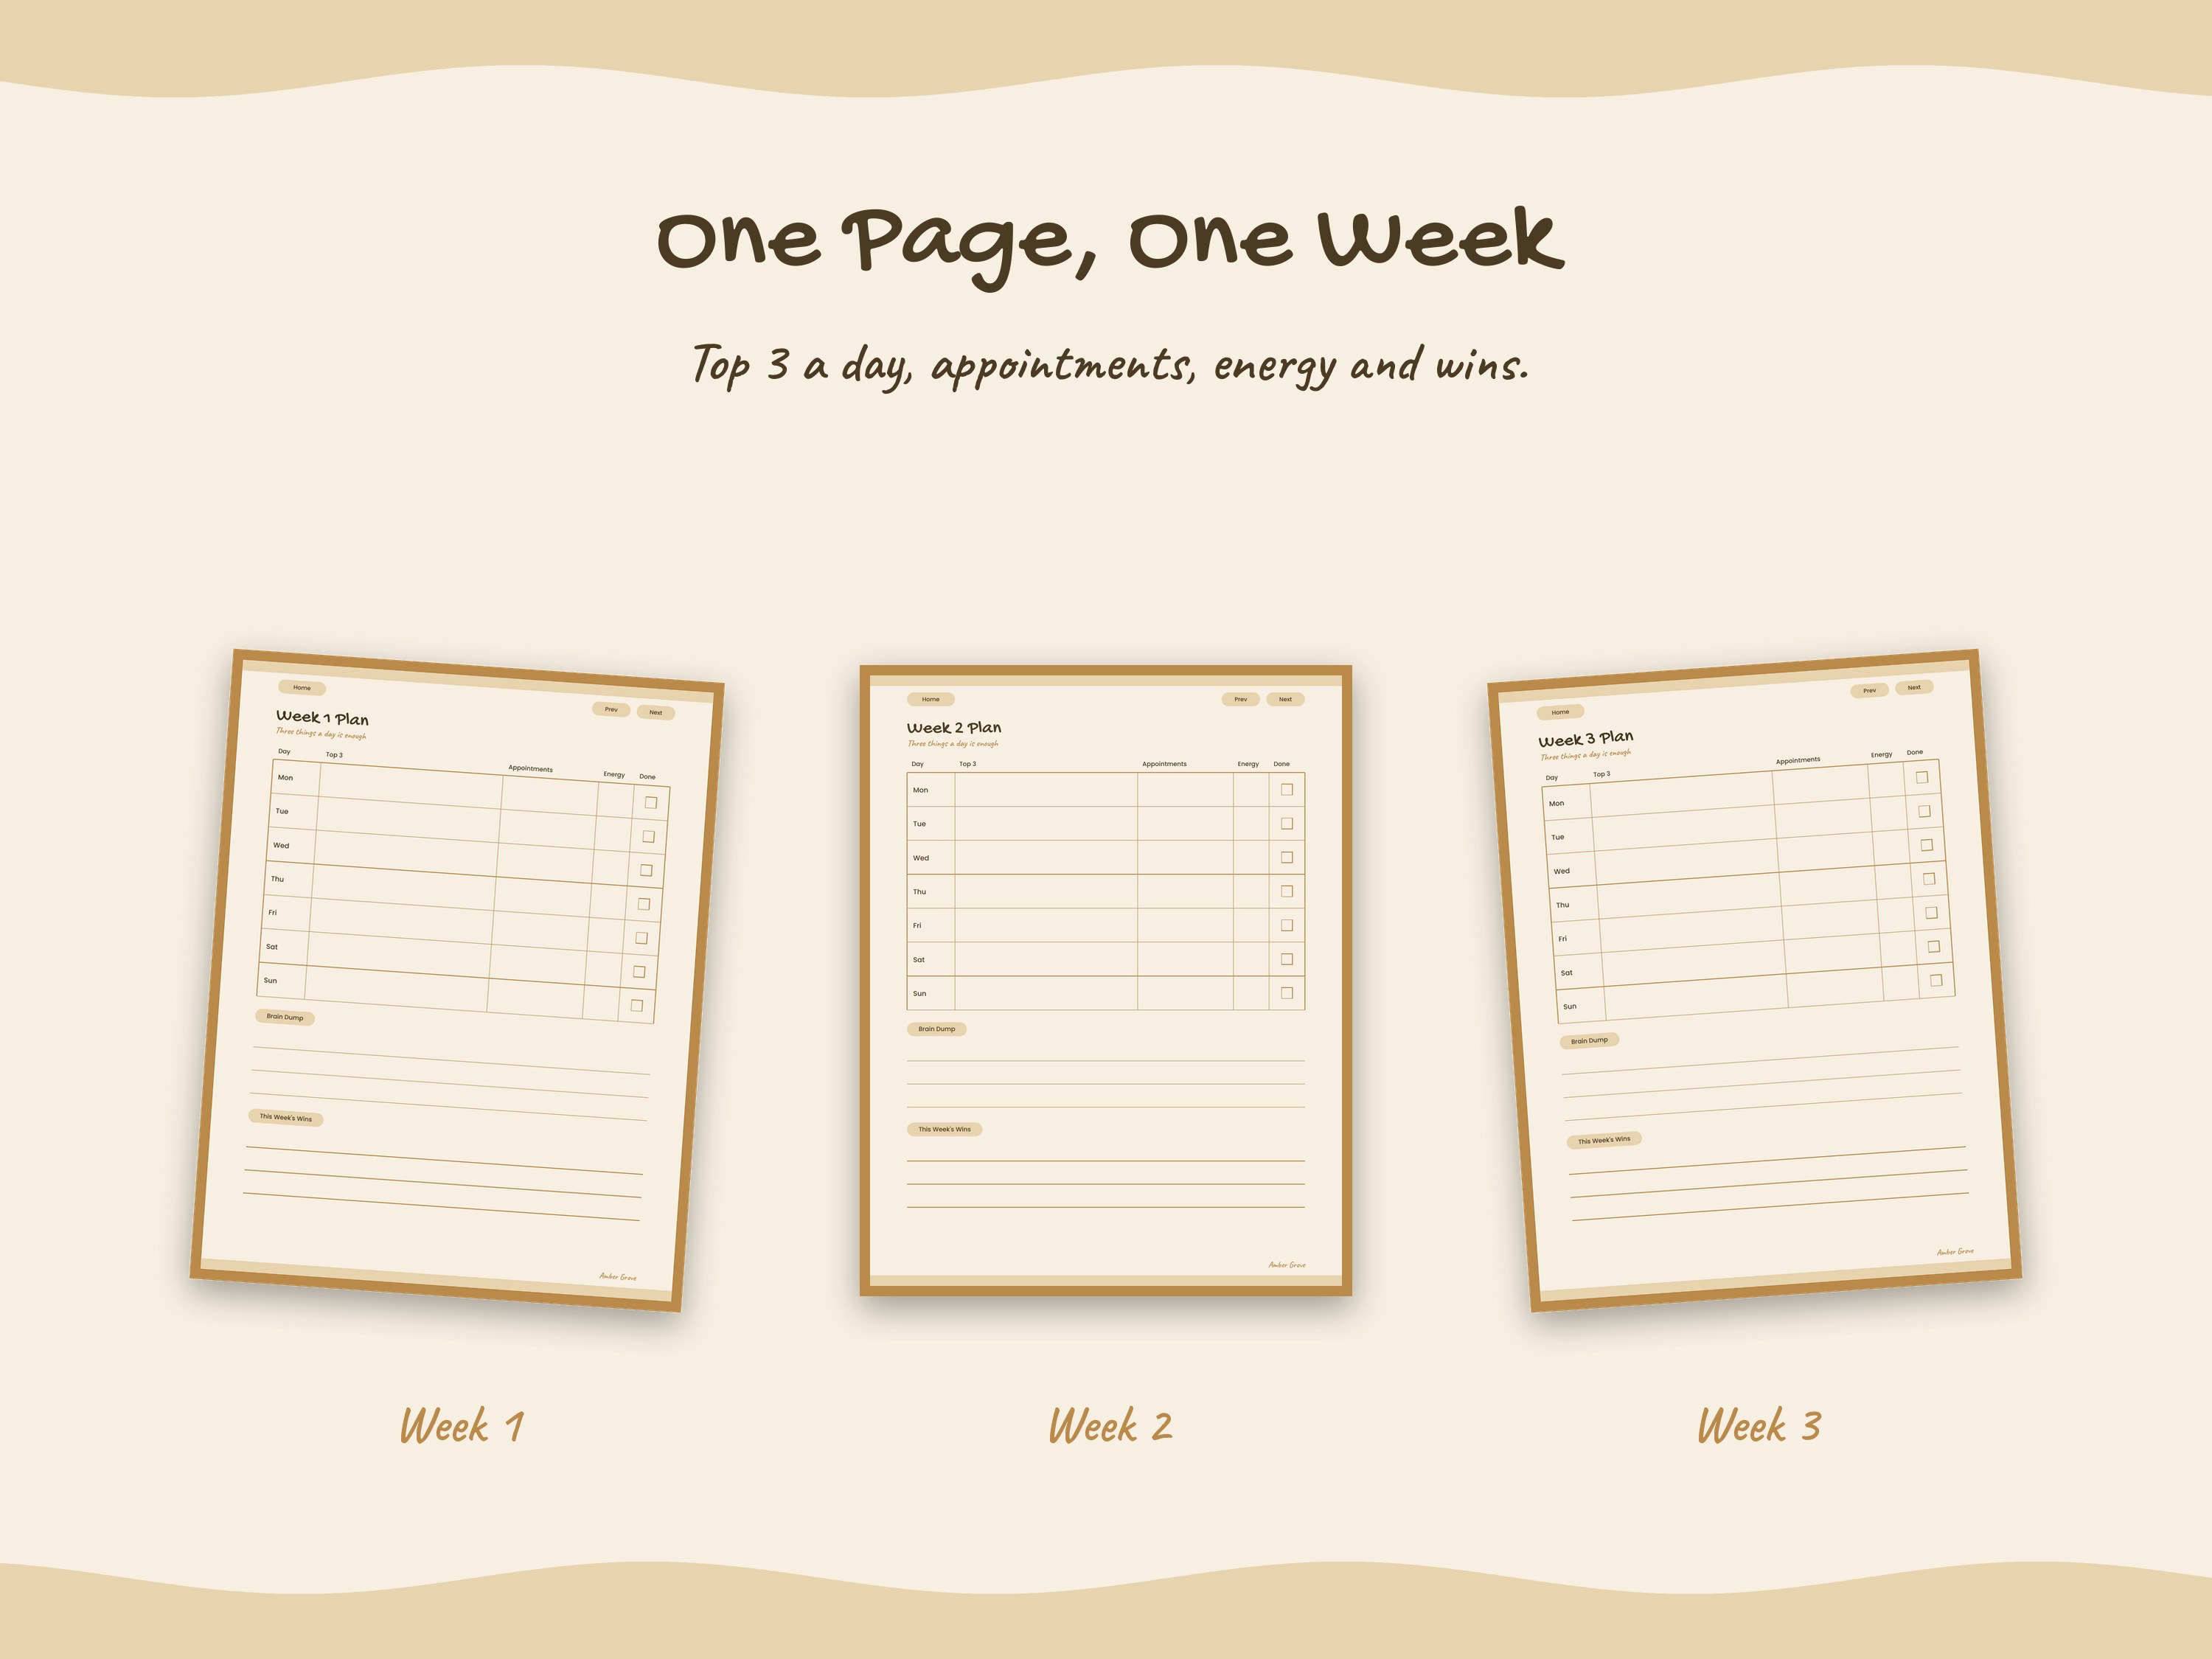 One Page, One Week
Top 3 a day, appointments, energy and wins.
Home
Prev Next
Week 1 Plan
Three things a day is enough
Day Top 3 Appointments Energy Done
Mon
Tue
Wed
Thu
Fri
Sat
Sun
Brain Dump
This Week's Wins
Amber Grove
Home Prev Next
Week 2 Plan
Three things a day is enough
Day Top 3 Appointments Energy Done
Mon
Tue
Wed
Thu
Fri
Sat
Sun
Brain Dump
This Week's Wins
Amber Grove
Home Prev Next
Week 3 Plan
Three things a day is enough
Day Top 3 Appointments Energy Done
Mon
Tue
Wed
Thu
Fri
Sat
Sun
Brain Dump
This Week's Wins
Amber Grove
Week 1
Week 2
Week 3